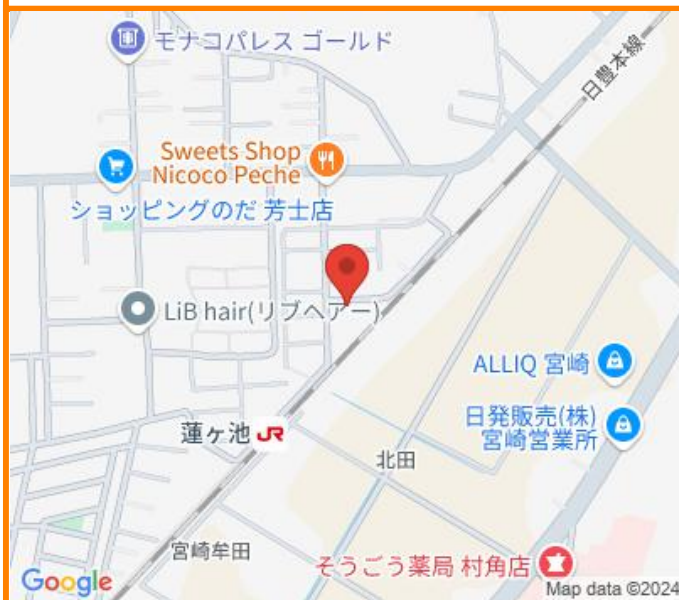 モナコパレス ゴールド
日豊本線
Sweets Shop
Nicoco Peche
ショッピングのだ 芳士店
LiB hair(リブヘアー)
ALLIQ 宮崎
日発販売(株)
宮崎営業所
蓮ヶ池 JR
北田
宮崎牟田
そうごう薬局 村角店
Google
Map data ©2024